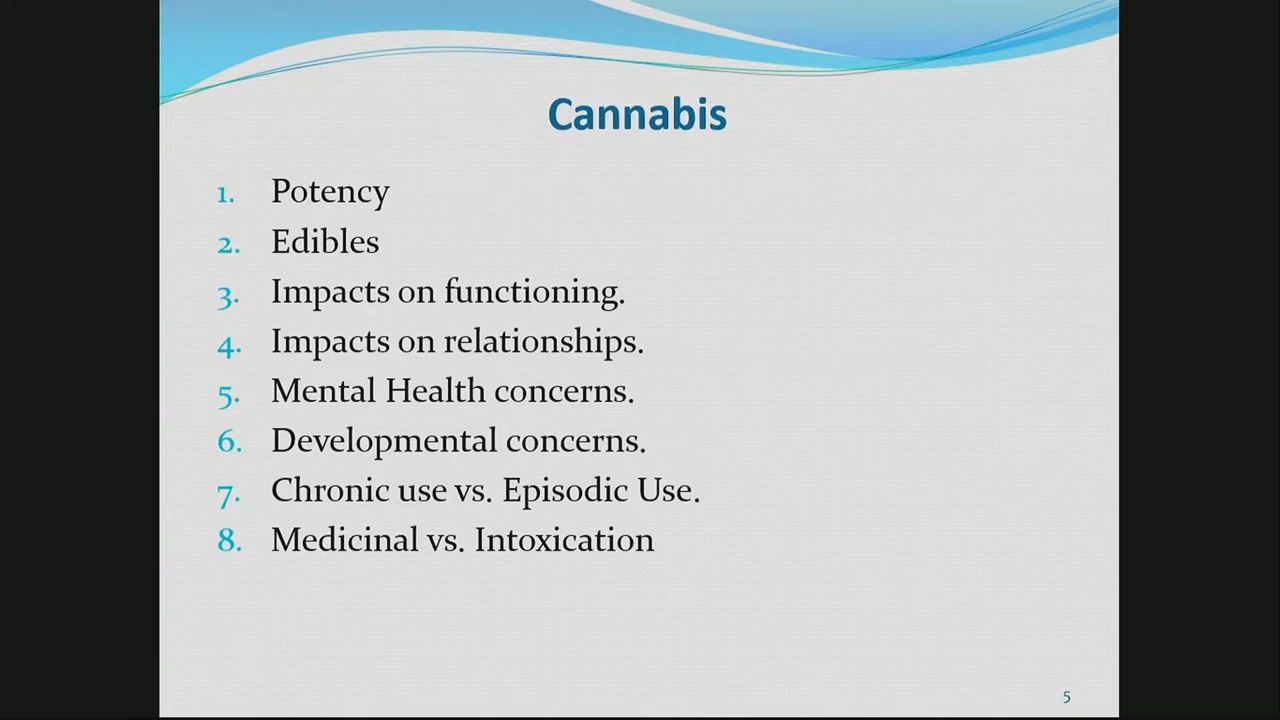 Cannabis
1. Potency
2. Edibles
3. Impacts on functioning.
4. Impacts on relationships.
5. Mental Health concerns.
6. Developmental concerns.
7. Chronic use vs. Episodic Use.
8. Medicinal vs. Intoxication
5